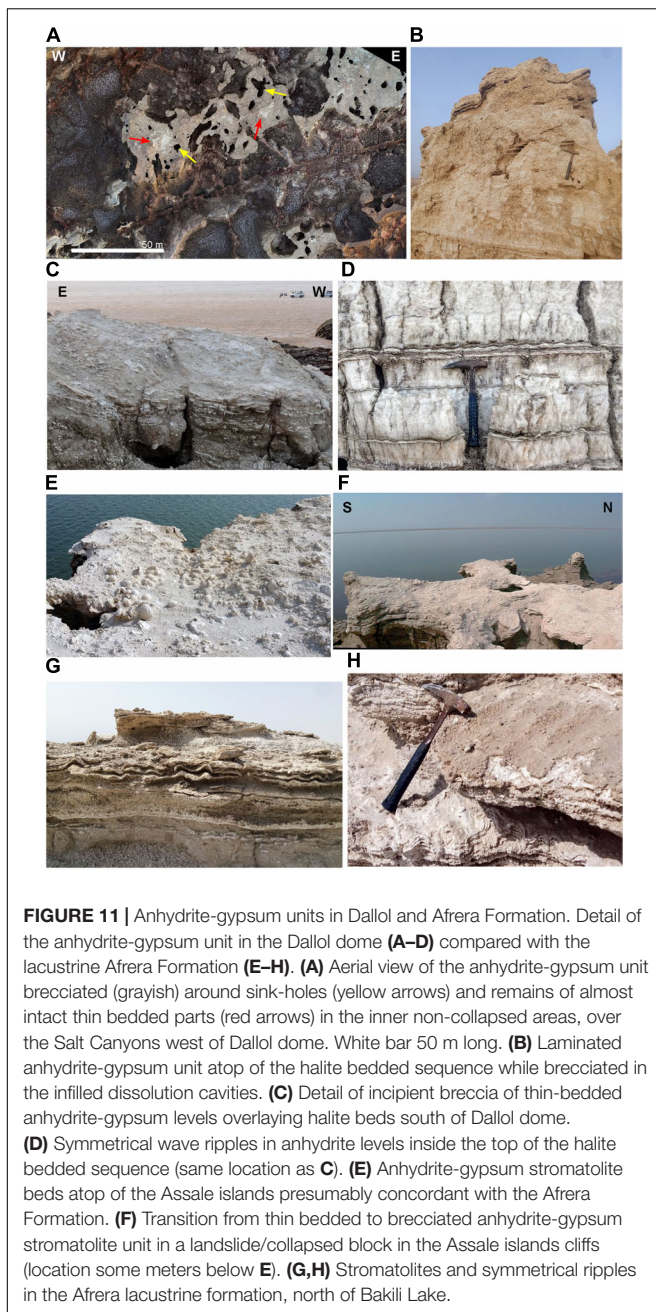 A
W
E
50 m
B
C
E
W
D
E
F
S
N
G
H
FIGURE 11 | Anhydrite-gypsum units in Dallol and Afrera Formation. Detail of
the anhydrite-gypsum unit in the Dallol dome (A–D) compared with the
lacustrine Afrera Formation (E–H). (A) Aerial view of the anhydrite-gypsum unit
brecciated (grayish) around sink-holes (yellow arrows) and remains of almost
intact thin bedded parts (red arrows) in the inner non-collapsed areas, over
the Salt Canyons west of Dallol dome. White bar 50 m long. (B) Laminated
anhydrite-gypsum unit atop of the halite bedded sequence while brecciated in
the infilled dissolution cavities. (C) Detail of incipient breccia of thin-bedded
anhydrite-gypsum levels overlaying halite beds south of Dallol dome.
(D) Symmetrical wave ripples in anhydrite levels inside the top of the halite
bedded sequence (same location as C). (E) Anhydrite-gypsum stromatolite
beds atop of the Assale islands presumably concordant with the Afrera
Formation. (F) Transition from thin bedded to brecciated anhydrite-gypsum
stromatolite unit in a landslide/collapsed block in the Assale islands cliffs
(location some meters below E). (G,H) Stromatolites and symmetrical ripples
in the Afrera lacustrine formation, north of Bakili Lake.